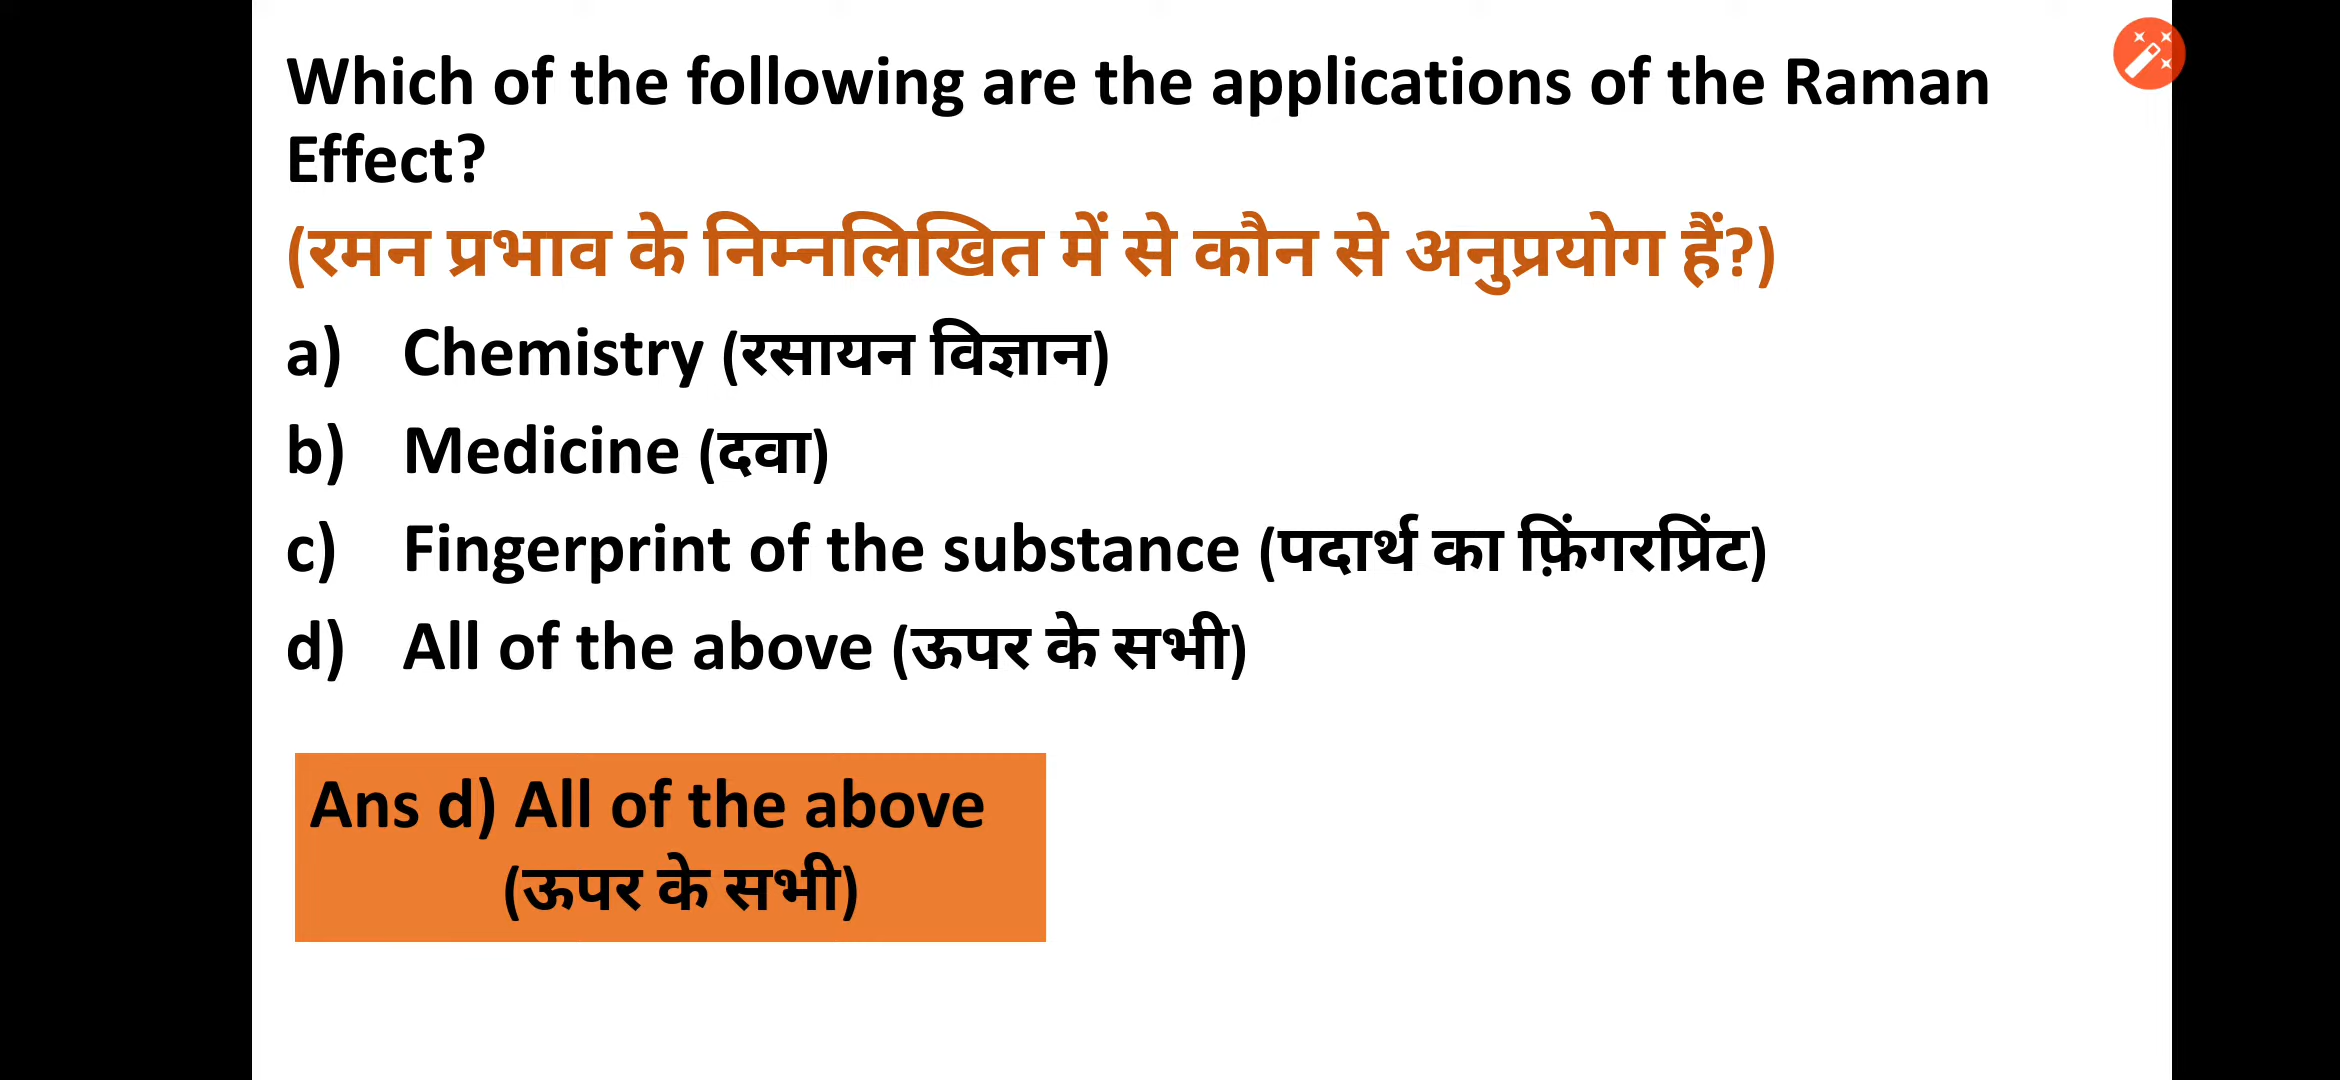 Which of the following are the applications of the Raman
Effect?
(रमन प्रभाव के निम्नलिखित में से कौन से अनुप्रयोग हैं?)
a) Chemistry (रसायन विज्ञान)
b) Medicine (दवा)
c) Fingerprint of the substance (पदार्थ का फ़िंगरप्रिंट)
d) All of the above (ऊपर के सभी)
Ans d) All of the above
(ऊपर के सभी)